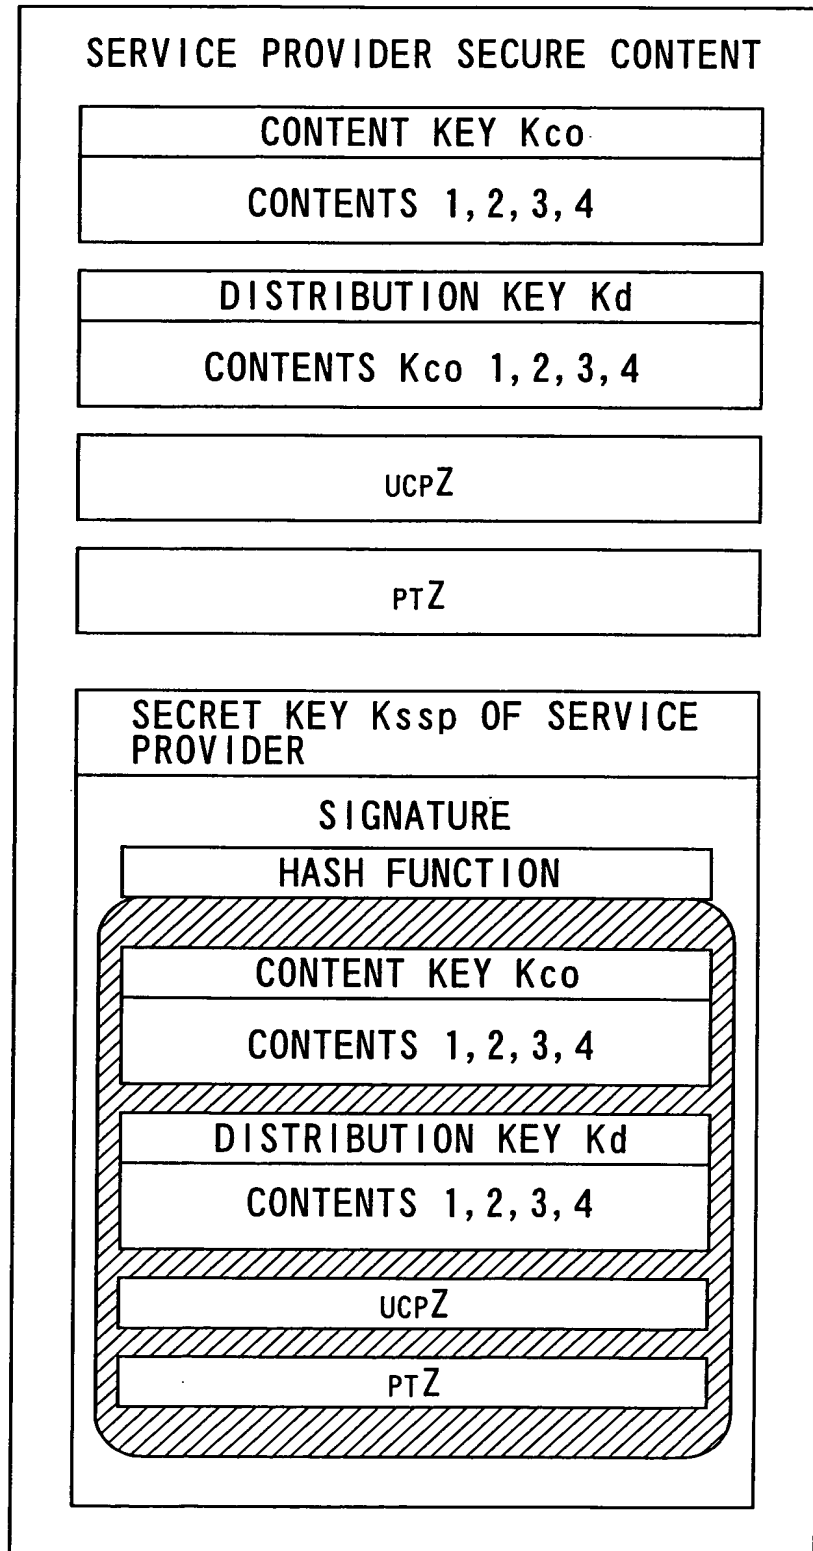 SERVICE PROVIDER SECURE CONTENT
CONTENT KEY Kco
CONTENTS 1,2,3,4
DISTRIBUTION KEY Kd
CONTENTS Kco 1,2,3,4
UCPZ
PTZ
SECRET KEY Kssp OF SERVICE
PROVIDER
SIGNATURE
HASH FUNCTION
CONTENT KEY Kco
CONTENTS 1,2,3,4
DISTRIBUTION KEY Kd
CONTENTS 1,2,3,4
UCPZ
PTZ